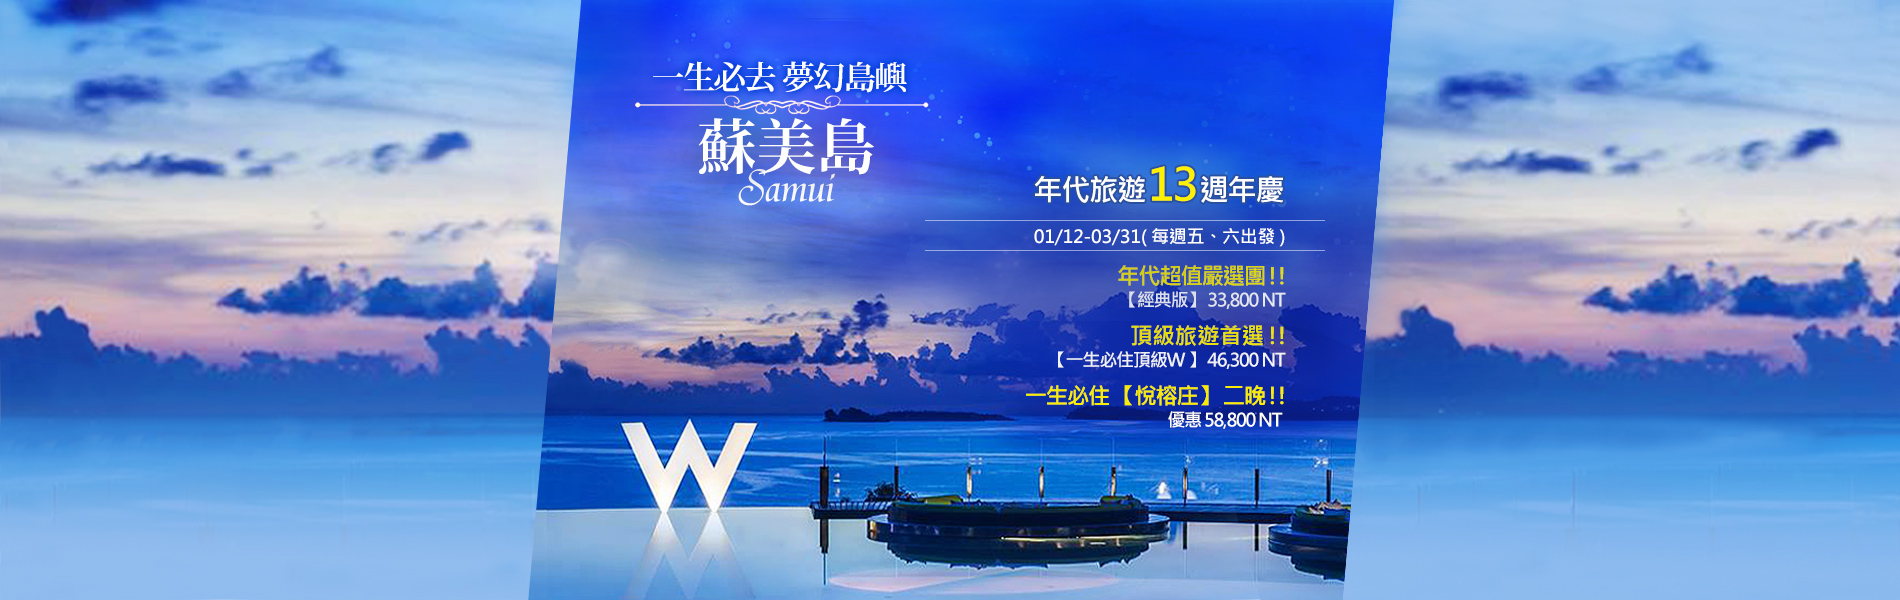 一生必去 夢幻島嶼
蘇美島
Samui
年代旅遊13週年慶
01/12-03/31( 每週五、六出發 )
年代超值嚴選團!!
【 經典版 】 33,800 NT
頂級旅遊首選!!
【 一生必住頂級W 】 46,300 NT
一生必住 【 悅榕庄 】 二晚!!
優惠 58,800 NT
W